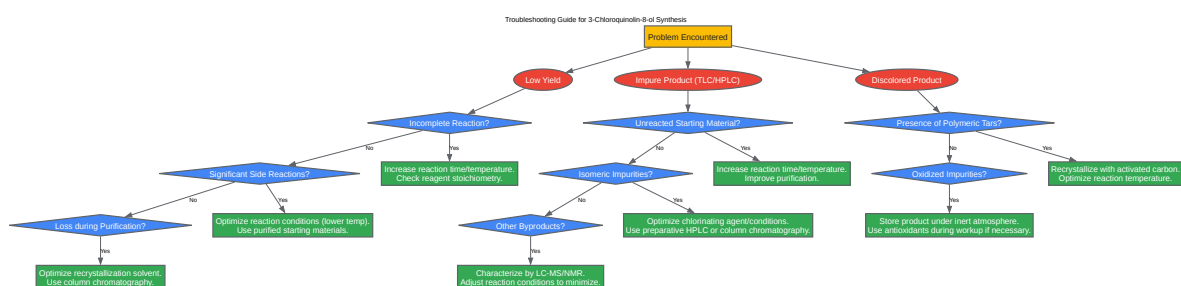 Troubleshooting Guide for 3-Chloroquinolin-8-ol Synthesis
Problem Encountered
Low Yield
Impure Product (TLC/HPLC)
Discolored Product
Incomplete Reaction?
Unreacted Starting Material?
Presence of Polymeric Tars?
No
Yes
No
Yes
No
Yes
Significant Side Reactions?
Increase reaction time/temperature.
Check reagent stoichiometry.
Isomeric Impurities?
Increase reaction time/temperature.
Improve purification.
Oxidized Impurities?
Recrystallize with activated carbon.
Optimize reaction temperature.
No
Yes
No
Yes
Yes
Loss during Purification?
Optimize reaction conditions (lower temp).
Use purified starting materials.
Other Byproducts?
Optimize chlorinating agent/conditions.
Use preparative HPLC or column chromatography.
Store product under inert atmosphere.
Use antioxidants during workup if necessary.
Yes
Yes
Optimize recrystallization solvent.
Use column chromatography.
Characterize by LC-MS/NMR.
Adjust reaction conditions to minimize.